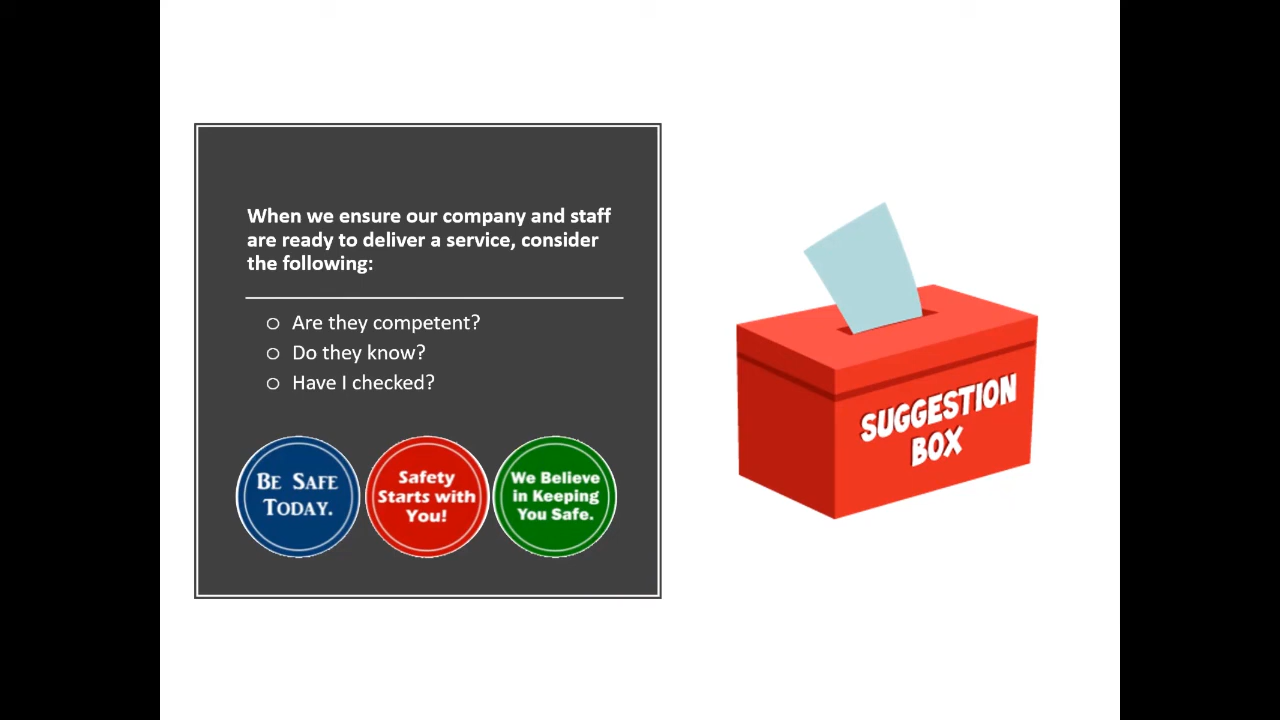 When we ensure our company and staff
are ready to deliver a service, consider
the following:
○ Are they competent?
○ Do they know?
○ Have I checked?
BE SAFE
TODAY.
Safety
Starts with
You!
We Believe
in Keeping
You Safe.
SUGGESTION
BOX